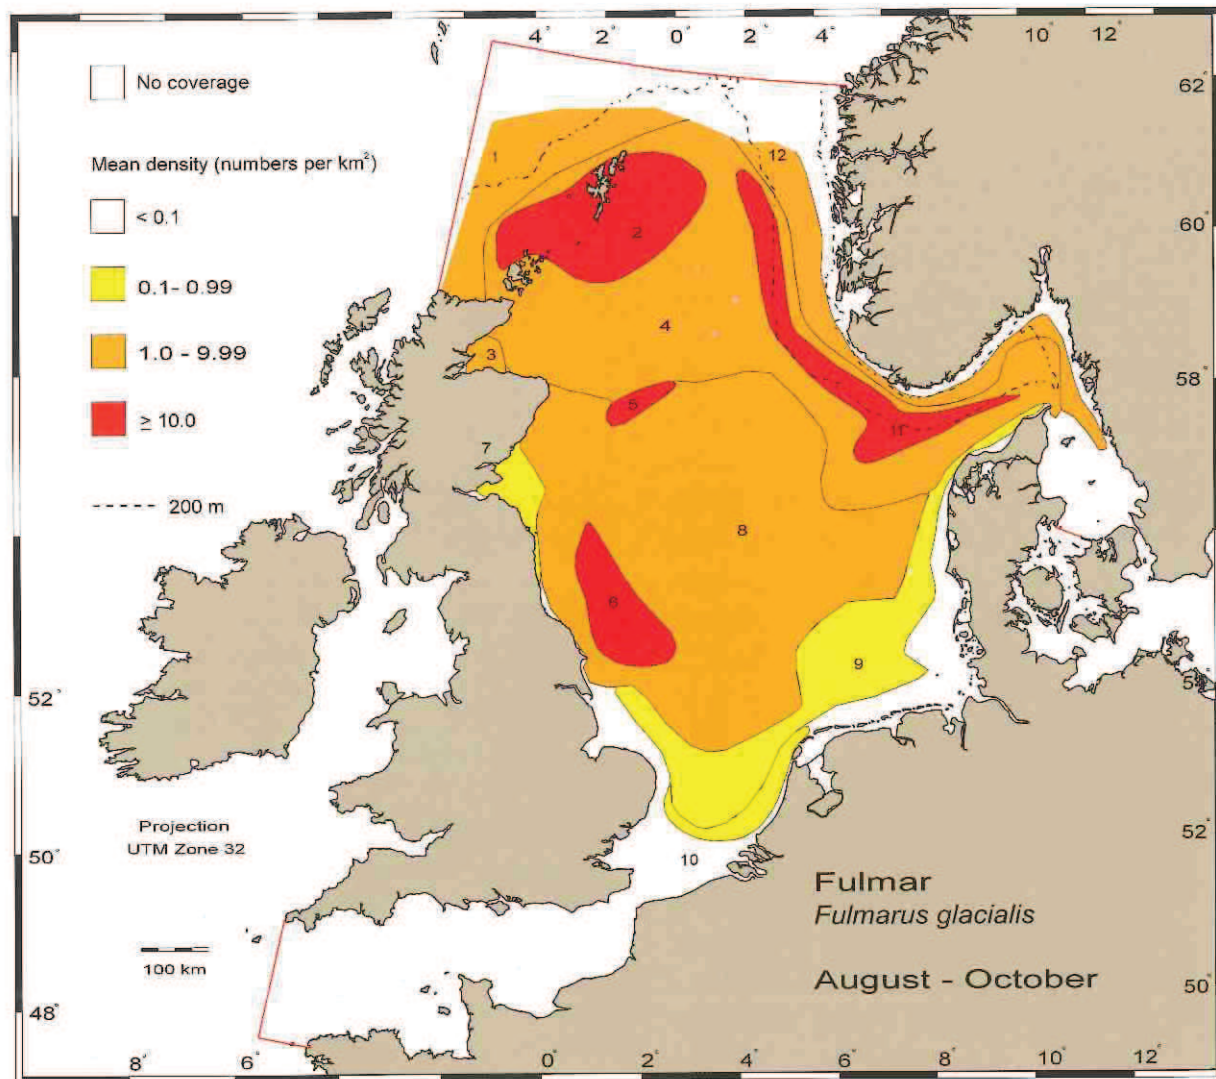 4° 2° 0° 2° 4° 10° 12°
No coverage
62°
Mean density (numbers per km²)
1
12
< 0.1
2
60°
0.1 – 0.99
4
1.0 - 9.99
3
58°
≥ 10.0
5
11
7
200 m
8
6
9
52°
10
Projection
UTM Zone 32
52°
50°
Fulmar
Fulmarus glacialis
100 km
August - October
50°
48°
8° 6° 6° 0° 2° 4° 6° 8° 10° 12°